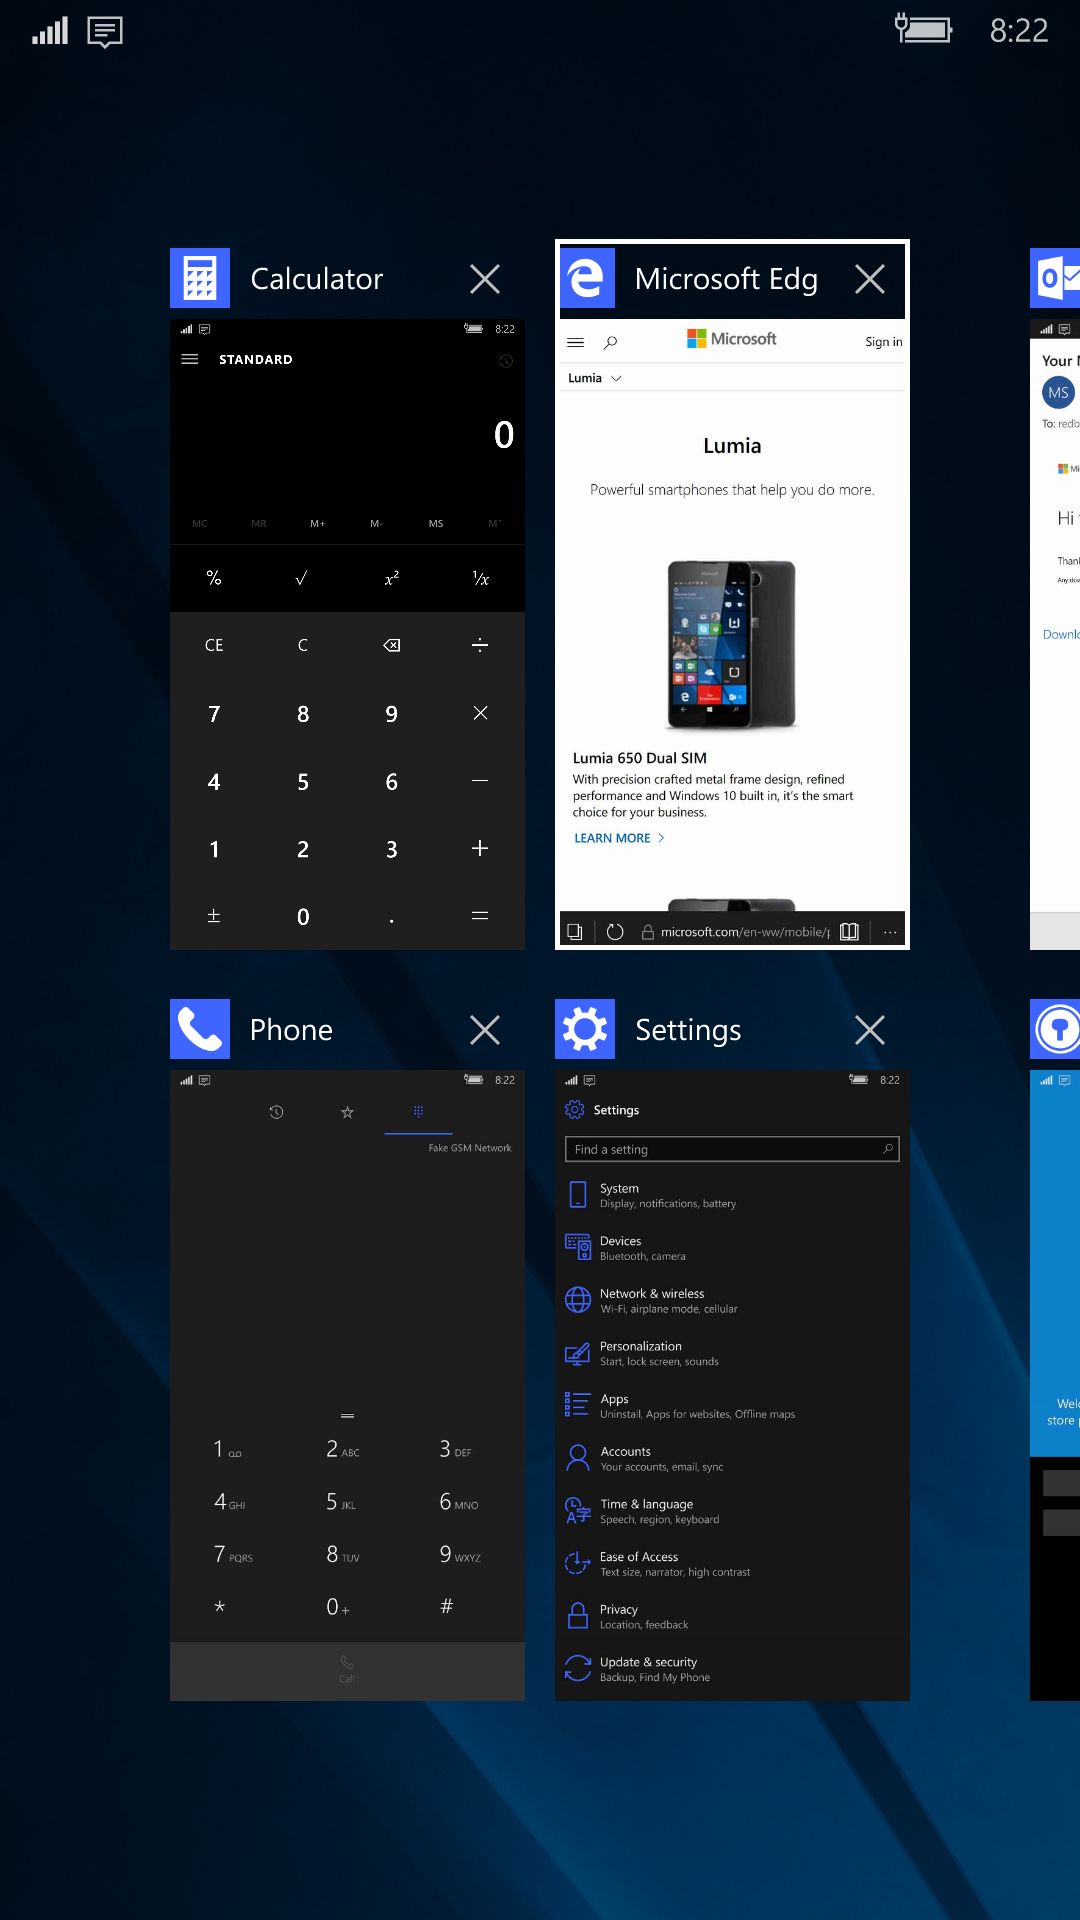 8:22
Calculator
8:22
STANDARD
0
MC MR M+ M- MS M˅
% √ x² ¹/x
CE C ÷
7 8 9 ×
4 5 6 −
1 2 3 +
± 0 . =
Microsoft Edg
Microsoft
Sign in
Lumia
Lumia
Powerful smartphones that help you do more.
Lumia 650 Dual SIM
With precision crafted metal frame design, refined
performance and Windows 10 built in, it's the smart
choice for your business.
LEARN MORE >
microsoft.com/en-ww/mobile/p
...
Your
MS
To: redb
Mi
Hi
Thank
Any dow
Downlo
Phone
8:22
Fake GSM Network
1
2 ABC
3 DEF
4 GHI
5 JKL
6 MNO
7 PQRS
8 TUV
9 WXYZ
*
0 +
#
Call
Settings
8:22
Settings
Find a setting
System
Display, notifications, battery
Devices
Bluetooth, camera
Network & wireless
Wi-Fi, airplane mode, cellular
Personalization
Start, lock screen, sounds
Apps
Uninstall, Apps for websites, Offline maps
Accounts
Your accounts, email, sync
Time & language
Speech, region, keyboard
Ease of Access
Text size, narrator, high contrast
Privacy
Location, feedback
Update & security
Backup, Find My Phone
Welc
store